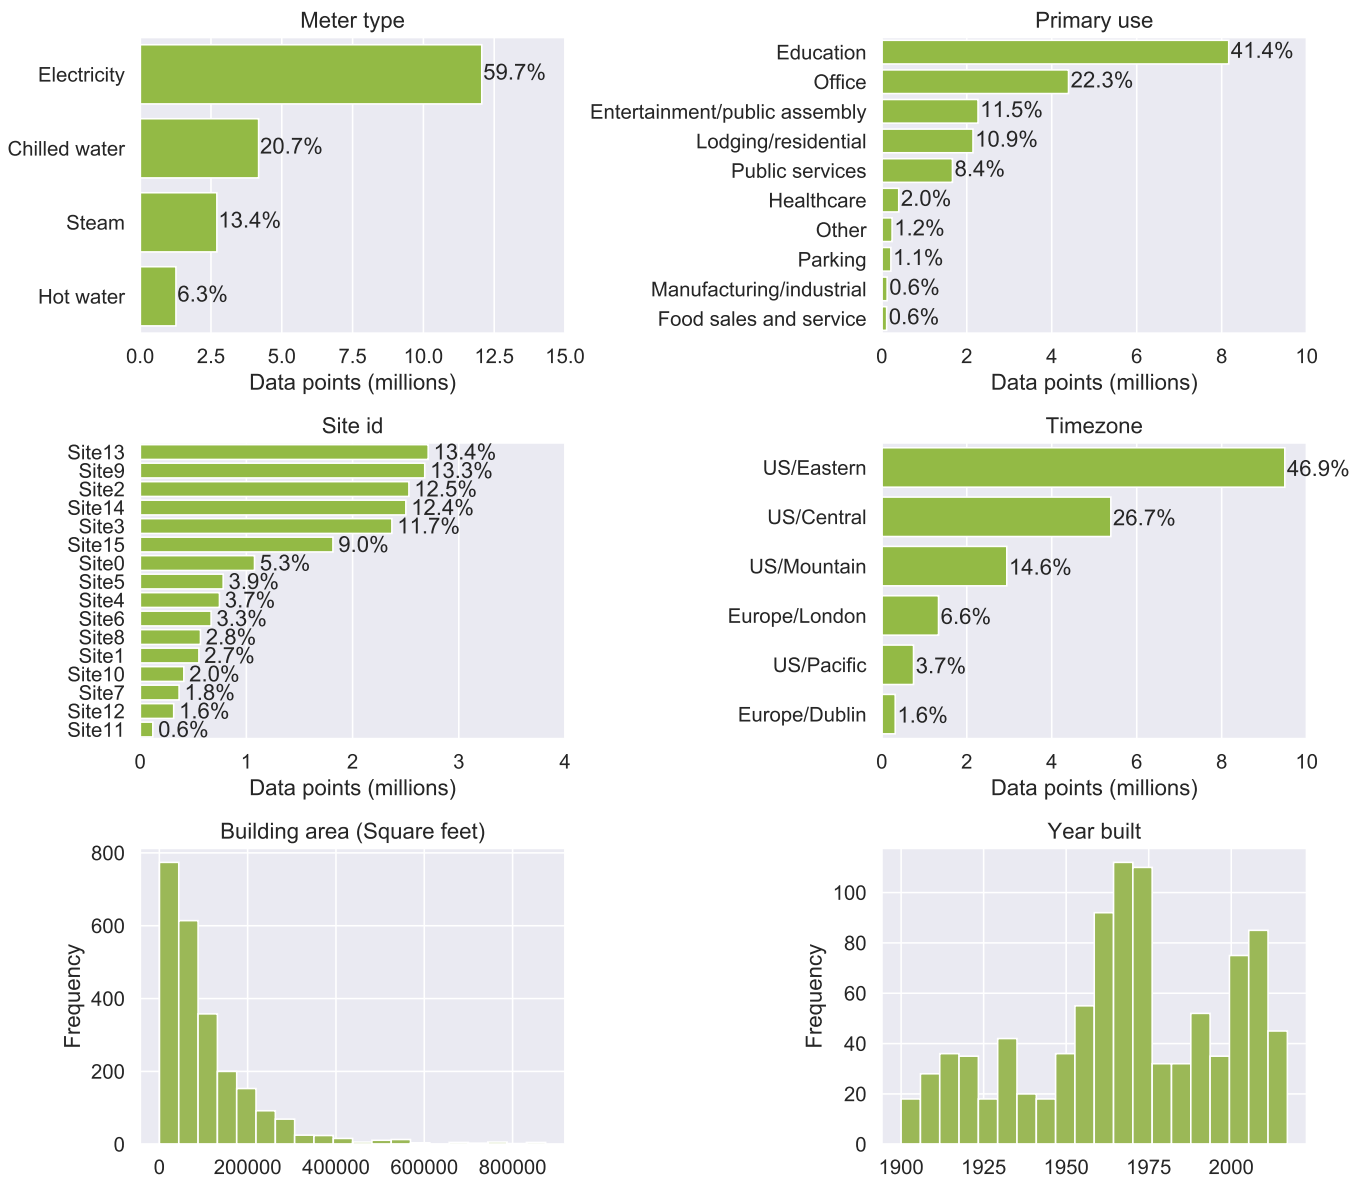 Meter type
Electricity 59.7%
Chilled water 20.7%
Steam 13.4%
Hot water 6.3%
0.0 2.5 5.0 7.5 10.0 12.5 15.0
Data points (millions)
Primary use
Education 41.4%
Office 22.3%
Entertainment/public assembly 11.5%
Lodging/residential 10.9%
Public services 8.4%
Healthcare 2.0%
Other 1.2%
Parking 1.1%
Manufacturing/industrial 0.6%
Food sales and service 0.6%
0 2 4 6 8 10
Data points (millions)
Site id
Site13 13.4%
Site9 13.3%
Site2 12.5%
Site14 12.4%
Site3 11.7%
Site15 9.0%
Site0 5.3%
Site5 3.9%
Site4 3.7%
Site6 3.3%
Site8 2.8%
Site1 2.7%
Site10 2.0%
Site7 1.8%
Site12 1.6%
Site11 0.6%
0 1 2 3 4
Data points (millions)
Timezone
US/Eastern 46.9%
US/Central 26.7%
US/Mountain 14.6%
Europe/London 6.6%
US/Pacific 3.7%
Europe/Dublin 1.6%
0 2 4 6 8 10
Data points (millions)
Building area (Square feet)
Frequency
800
600
400
200
0
0 200000 400000 600000 800000
Year built
Frequency
100
80
60
40
20
0
1900 1925 1950 1975 2000